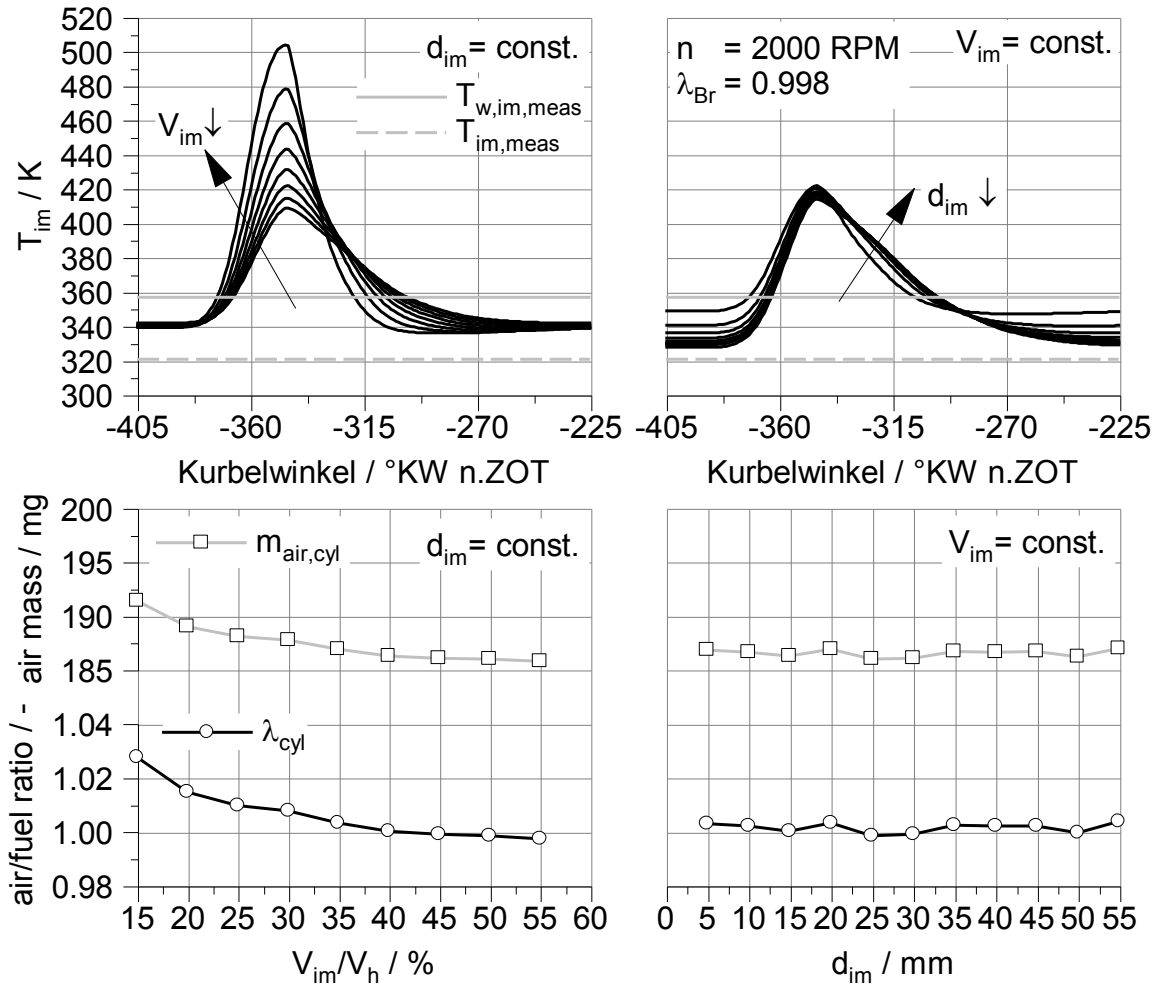 520
500
480
460
440
420
400
380
360
340
320
300
T_im / K
d_im = const.
T_w,im,meas
T_im,meas
V_im ↓
-405 -360 -315 -270 -225
Kurbelwinkel / °KW n.ZOT
n = 2000 RPM
λ_Br = 0.998
V_im = const.
d_im ↓
-405 -360 -315 -270 -225
Kurbelwinkel / °KW n.ZOT
200
195
190
185
air mass / mg
1.04
1.02
1.00
0.98
air/fuel ratio / -
m_air,cyl
d_im = const.
λ_cyl
15 20 25 30 35 40 45 50 55 60
V_im/V_h / %
V_im = const.
0 5 10 15 20 25 30 35 40 45 50 55
d_im / mm